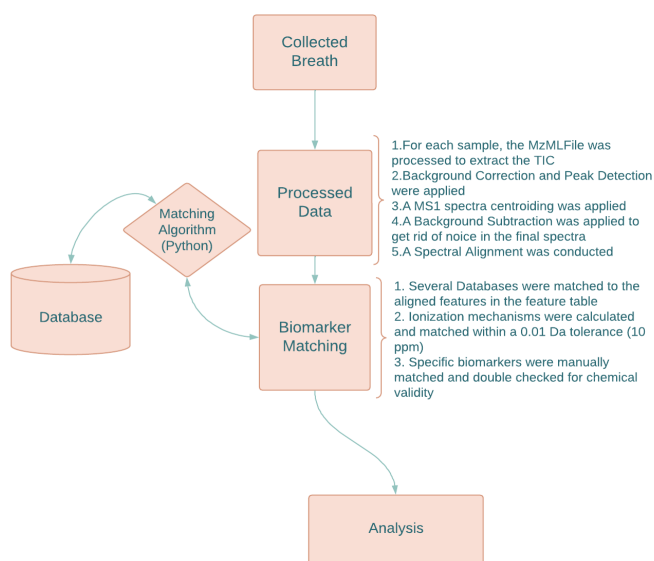 Collected
Breath
Processed
Data
1.For each sample, the MzMLFile was
processed to extract the TIC
2.Background Correction and Peak Detection
were applied
3.A MS1 spectra centroiding was applied
4.A Background Subtraction was applied to
get rid of noice in the final spectra
5.A Spectral Alignment was conducted
Matching
Algorithm
(Python)
Database
Biomarker
Matching
1. Several Databases were matched to the
aligned features in the feature table
2. Ionization mechanisms were calculated
and matched within a 0.01 Da tolerance (10
ppm)
3. Specific biomarkers were manually
matched and double checked for chemical
validity
Analysis